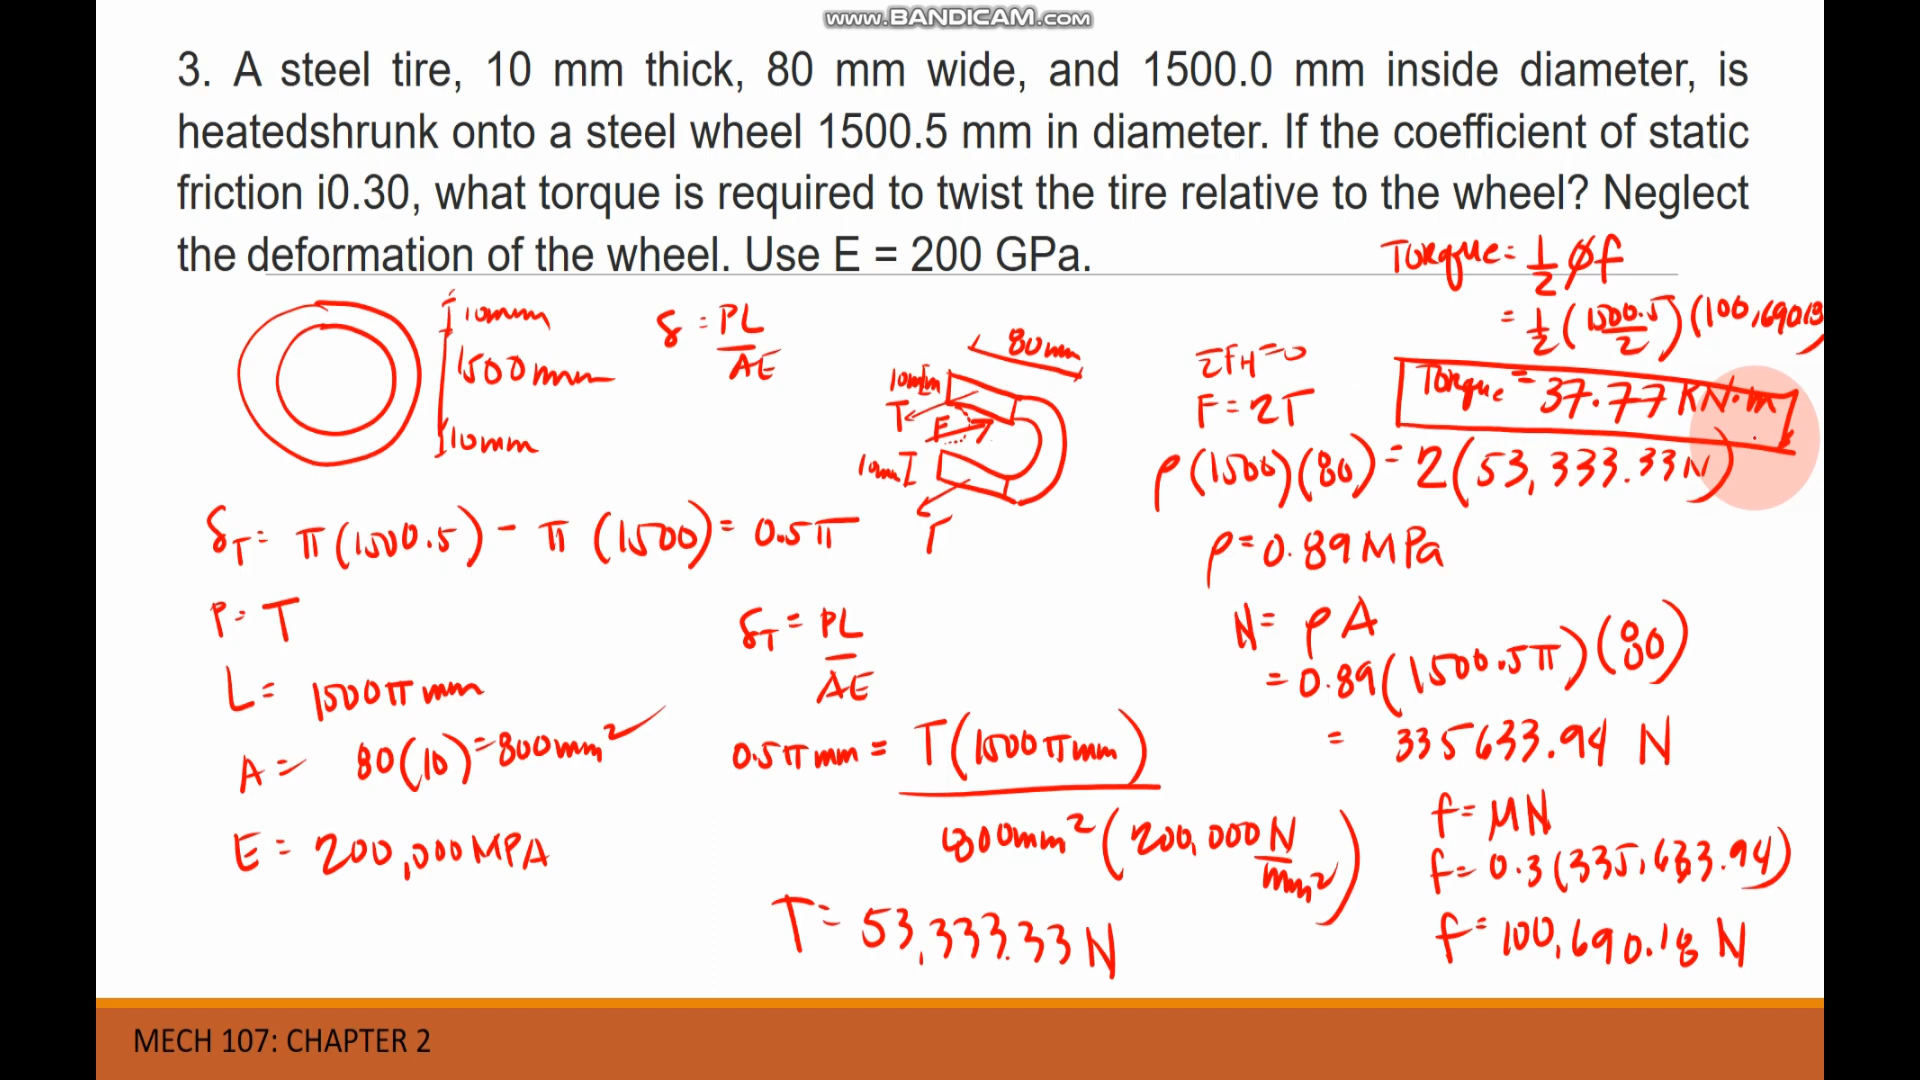 www.BANDICAM.com
3. A steel tire, 10 mm thick, 80 mm wide, and 1500.0 mm inside diameter, is
heatedshrunk onto a steel wheel 1500.5 mm in diameter. If the coefficient of static
friction i0.30, what torque is required to twist the tire relative to the wheel? Neglect
the deformation of the wheel. Use E = 200 GPa.
10mm
1500mm
10mm
δ = PL
AE
δT = π(1500.5) - π(1500) = 0.5π
P = T
L = 1500π mm
A = 80(10) = 800mm²
E = 200,000 MPA
80mm
10mm
T
F
10mm
T
δT = PL
AE
0.5π mm = T(1500π mm)
800mm² (200,000 N
mm²)
T = 53,333.33 N
ΣFH = 0
F = 2T
ρ(1500)(80) = 2(53,333.33N)
ρ = 0.89 MPa
N = ρA
= 0.89(1500.5π)(80)
= 335633.94 N
f = μN
f = 0.3(335,633.94)
f = 100,690.18 N
Torque = 1/2 øf
= 1/2 (1500.5/2)(100,690.18)
Torque = 37.77 KN·m
MECH 107: CHAPTER 2